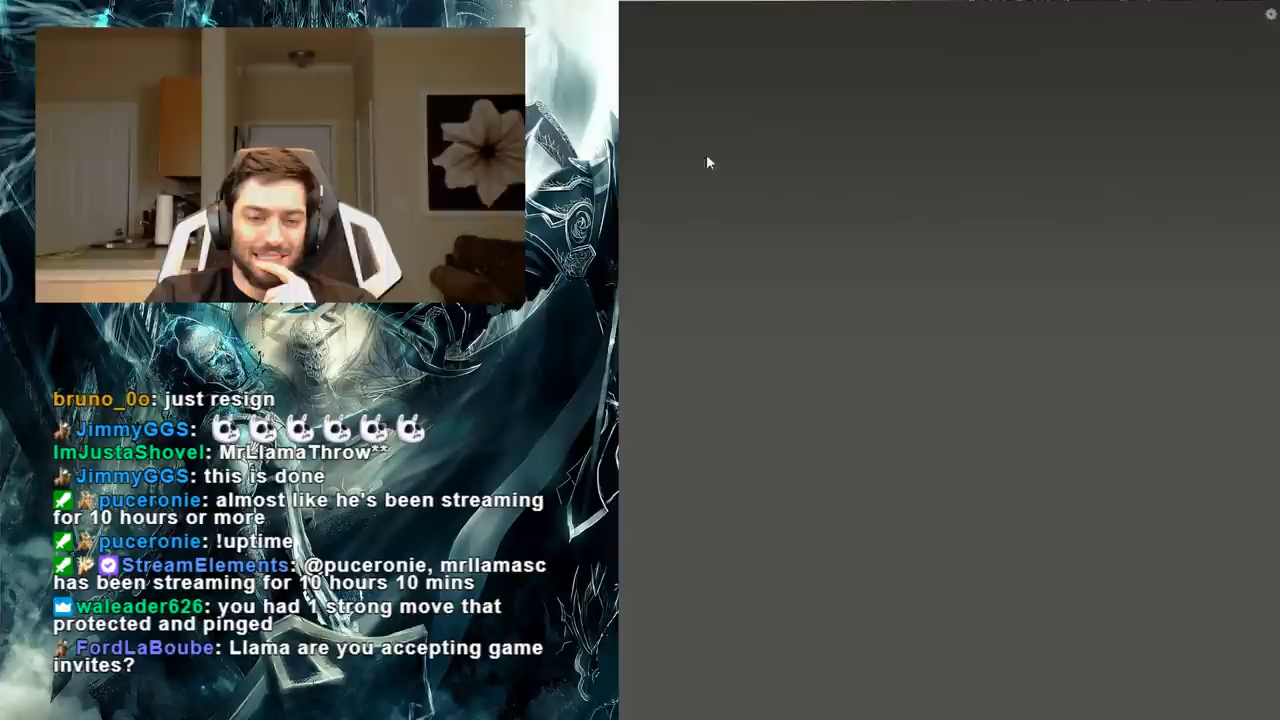 bruno_0o: just resign
JimmyGGS:
ImJustaShovel: MrLlamaThrow**
JimmyGGS: this is done
puceronie: almost like he's been streaming
for 10 hours or more
puceronie: !uptime
StreamElements: @puceronie, mrllamasc
has been streaming for 10 hours 10 mins
waleader626: you had 1 strong move that
protected and pinged
FordLaBoube: Llama are you accepting game
invites?